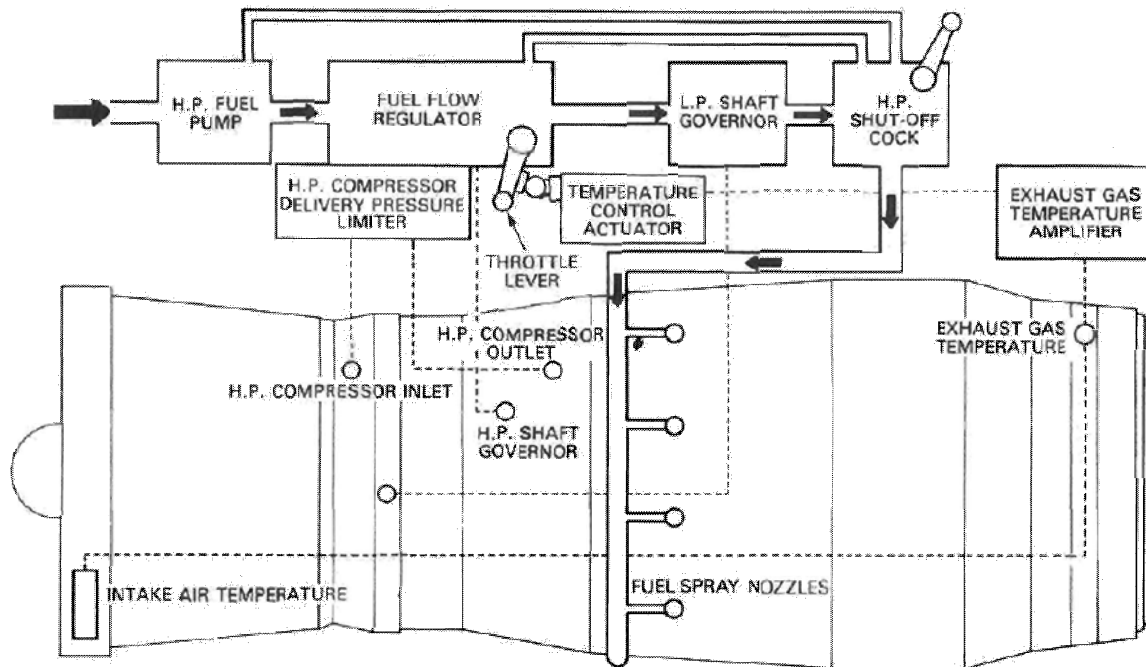 H.P. FUEL
PUMP
FUEL FLOW
REGULATOR
L.P. SHAFT
GOVERNOR
H.P.
SHUT-OFF
COCK
H.P. COMPRESSOR
DELIVERY PRESSURE
LIMITER
TEMPERATURE
CONTROL
ACTUATOR
EXHAUST GAS
TEMPERATURE
AMPLIFIER
THROTTLE
LEVER
H.P. COMPRESSOR
OUTLET
EXHAUST GAS
TEMPERATURE
H.P. COMPRESSOR INLET
H.P. SHAFT
GOVERNOR
INTAKE AIR TEMPERATURE
FUEL SPRAY NOZZLES